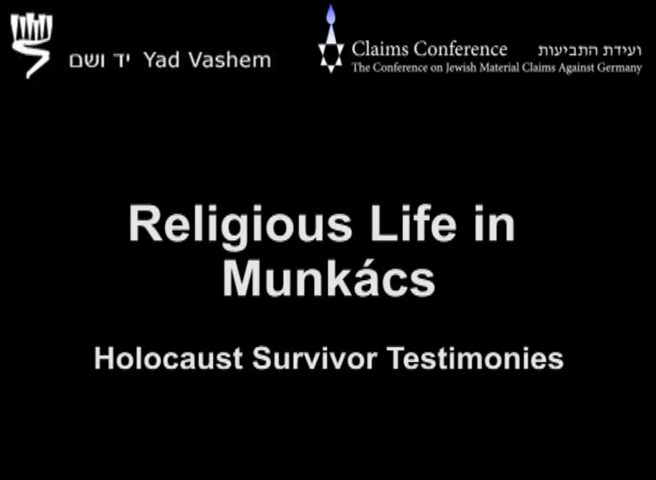 יד ושם Yad Vashem
Claims Conference ועידת התביעות
The Conference on Jewish Material Claims Against Germany
Religious Life in
Munkács
Holocaust Survivor Testimonies